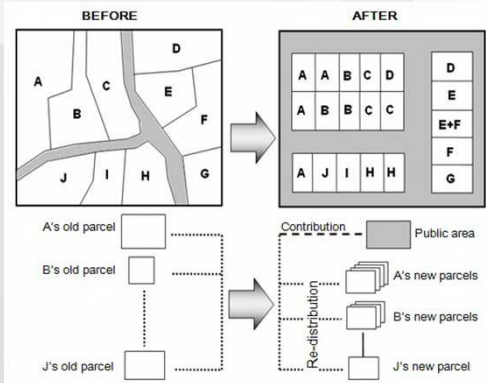 BEFORE
AFTER
D
A
C
E
B
F
J
I
H
G
A A B C D
A B B C C
A J I H H
D
E
E+F
F
G
A's old parcel
B's old parcel
J's old parcel
Contribution
Public area
Re-distribution
A's new parcels
B's new parcels
J's new parcel